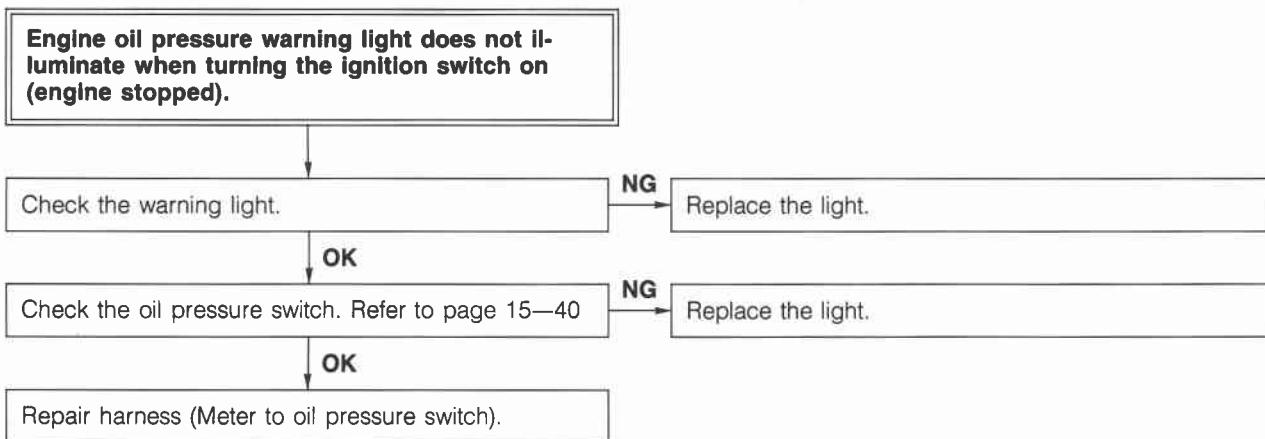 Engine oil pressure warning light does not il-
luminate when turning the ignition switch on
(engine stopped).
Check the warning light.
NG
Replace the light.
OK
Check the oil pressure switch. Refer to page 15—40
NG
Replace the light.
OK
Repair harness (Meter to oil pressure switch).